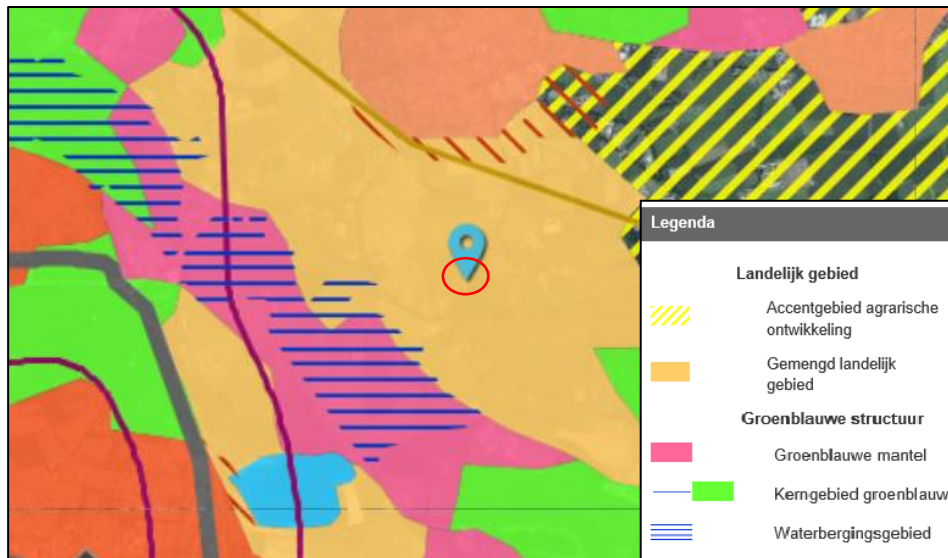 Legenda
Landelijk gebied
Accentgebied agrarische
ontwikkeling
Gemengd landelijk
gebied
Groenblauwe structuur
Groenblauwe mantel
Kerngebied groenblauw
Waterbergingsgebied